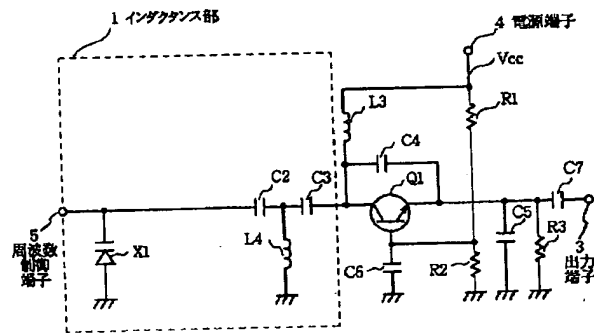 1 インダクタンス部
4 電源端子
Vcc
L3
R1
C4
C7
C2
C3
Q1
5
周波数
制御
端子
X1
L4
C6
R2
C5
R3
3
出力
端子